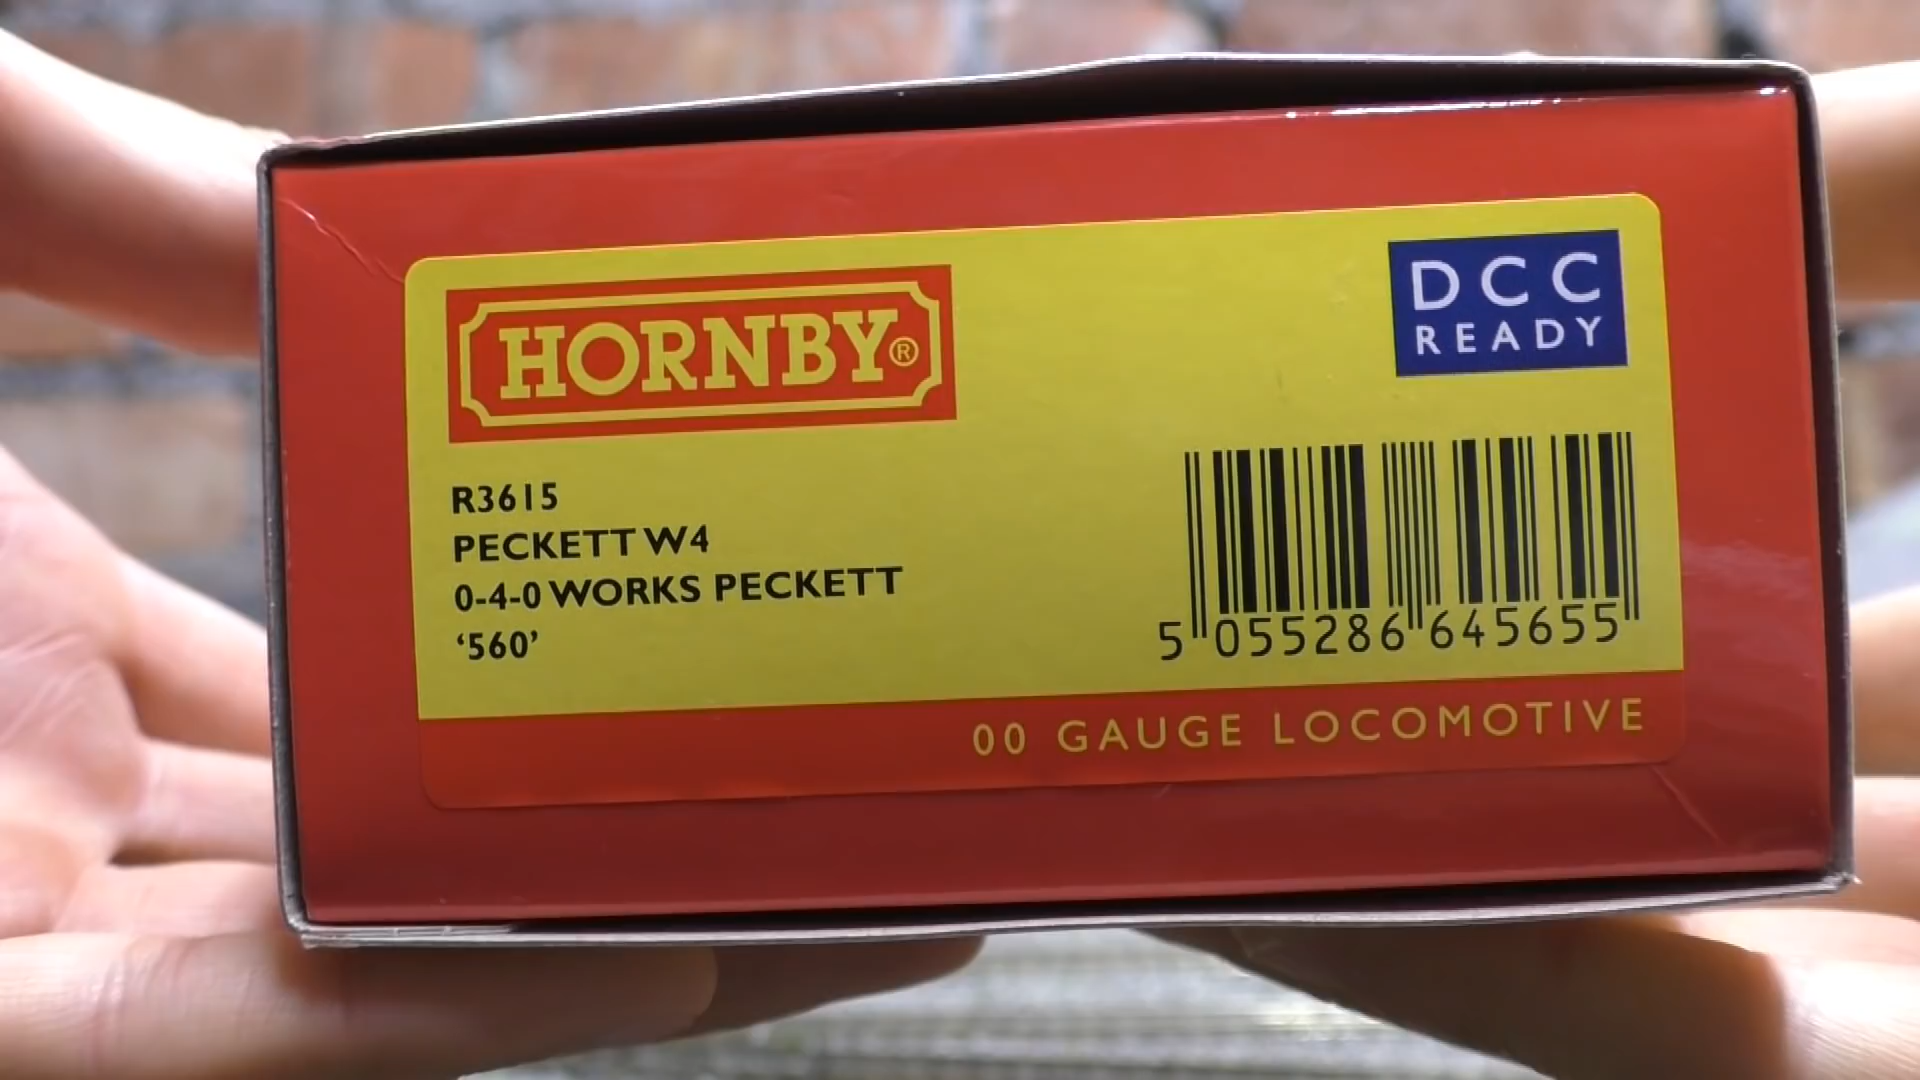 HORNBY®
DCC
READY
R3615
PECKETT W4
0-4-0 WORKS PECKETT
‘560’
5 055286 645655
00 GAUGE LOCOMOTIVE